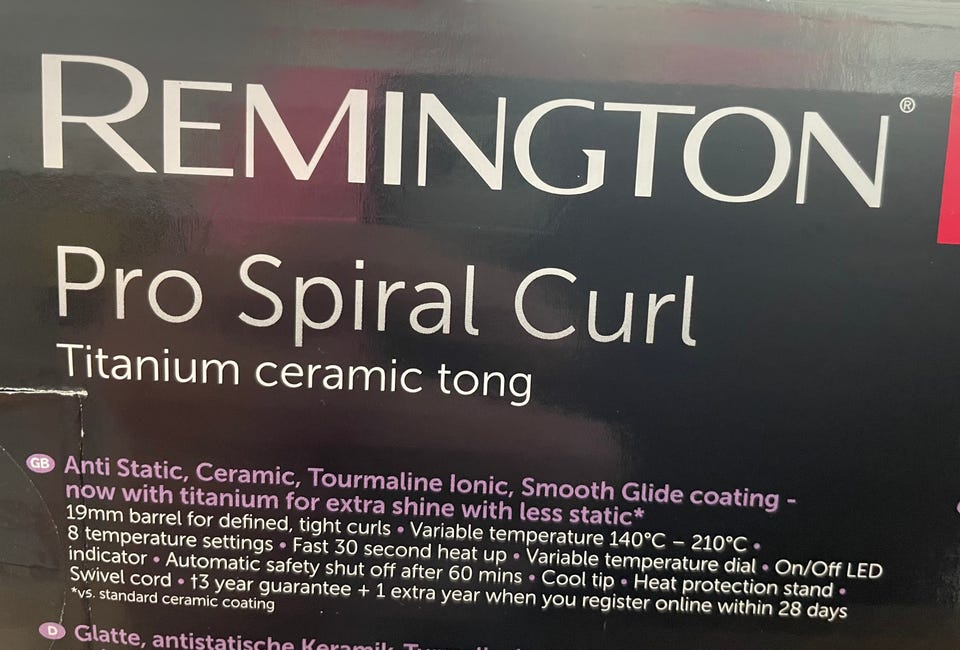 REMINGTON®
Pro Spiral Curl
Titanium ceramic tong
GB Anti Static, Ceramic, Tourmaline Ionic, Smooth Glide coating -
now with titanium for extra shine with less static*
19mm barrel for defined, tight curls • Variable temperature 140°C – 210°C •
8 temperature settings • Fast 30 second heat up • Variable temperature dial • On/Off LED
indicator • Automatic safety shut off after 60 mins • Cool tip • Heat protection stand •
Swivel cord • †3 year guarantee + 1 extra year when you register online within 28 days
*vs. standard ceramic coating
D Glatte, antistatische Keramik,